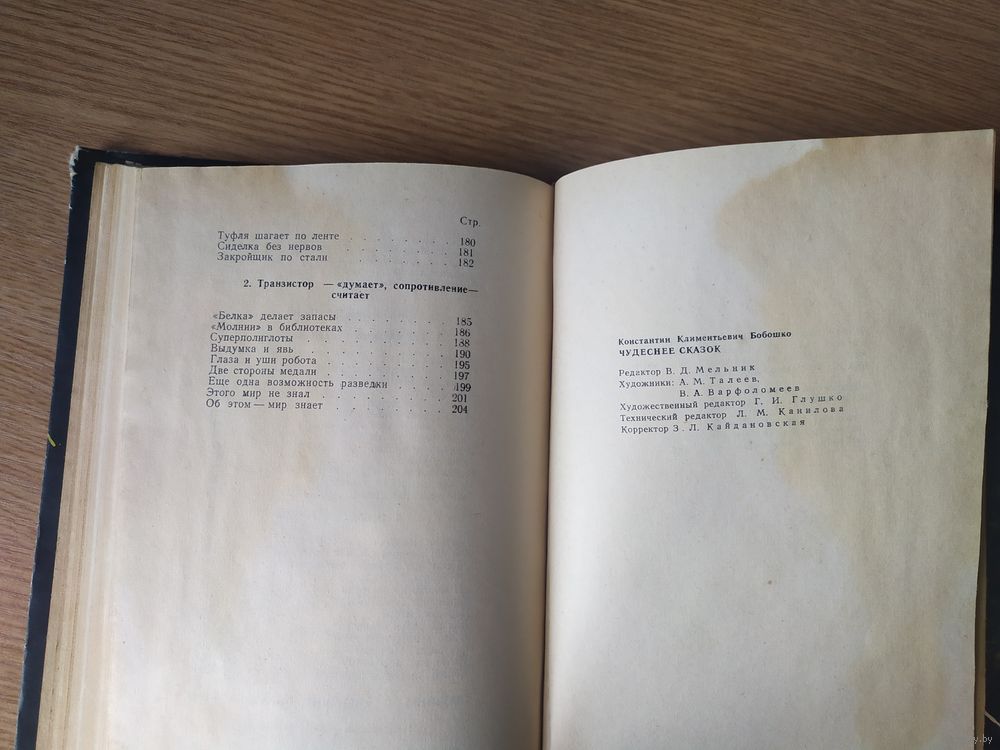 Стр.
Туфля шагает по ленте . . . . . . . . 180
Сиделка без нервов . . . . . . . . 181
Закройщик по стали . . . . . . . 182
2. Транзистор — «думает», сопротивление—
считает
«Белка» делает запасы . . . . . . . . 185
«Молнии» в библиотеках . . . . . . . 186
Суперполиглоты . . . . . . . . . . 188
Выдумка и явь . . . . . . . . . 190
Глаза и уши робота . . . . . . . . 195
Две стороны медали . . . . . . . . 197
Еще одна возможность разведки . . . . 199
Этого мир не знал . . . . . . . . . 201
Об этом — мир знает . . . . . . . . 204
Константин Климентьевич Бобошко
ЧУДЕСНЕЕ СКАЗОК
Редактор В. Д. Мельник
Художники: А. М. Талеев,
В. А. Варфоломеев
Художественный редактор Г. И. Глушко
Технический редактор Л. М. Канилова
Корректор З. Л. Кайдановская